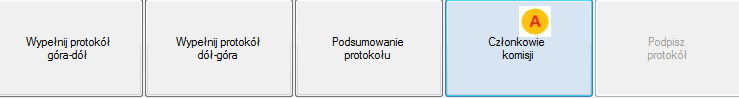 Wypełnij protokół
góra-dół
Wypełnij protokół
dół-góra
Podsumowanie
protokołu
A
Członkowie
komisji
Podpisz
protokół